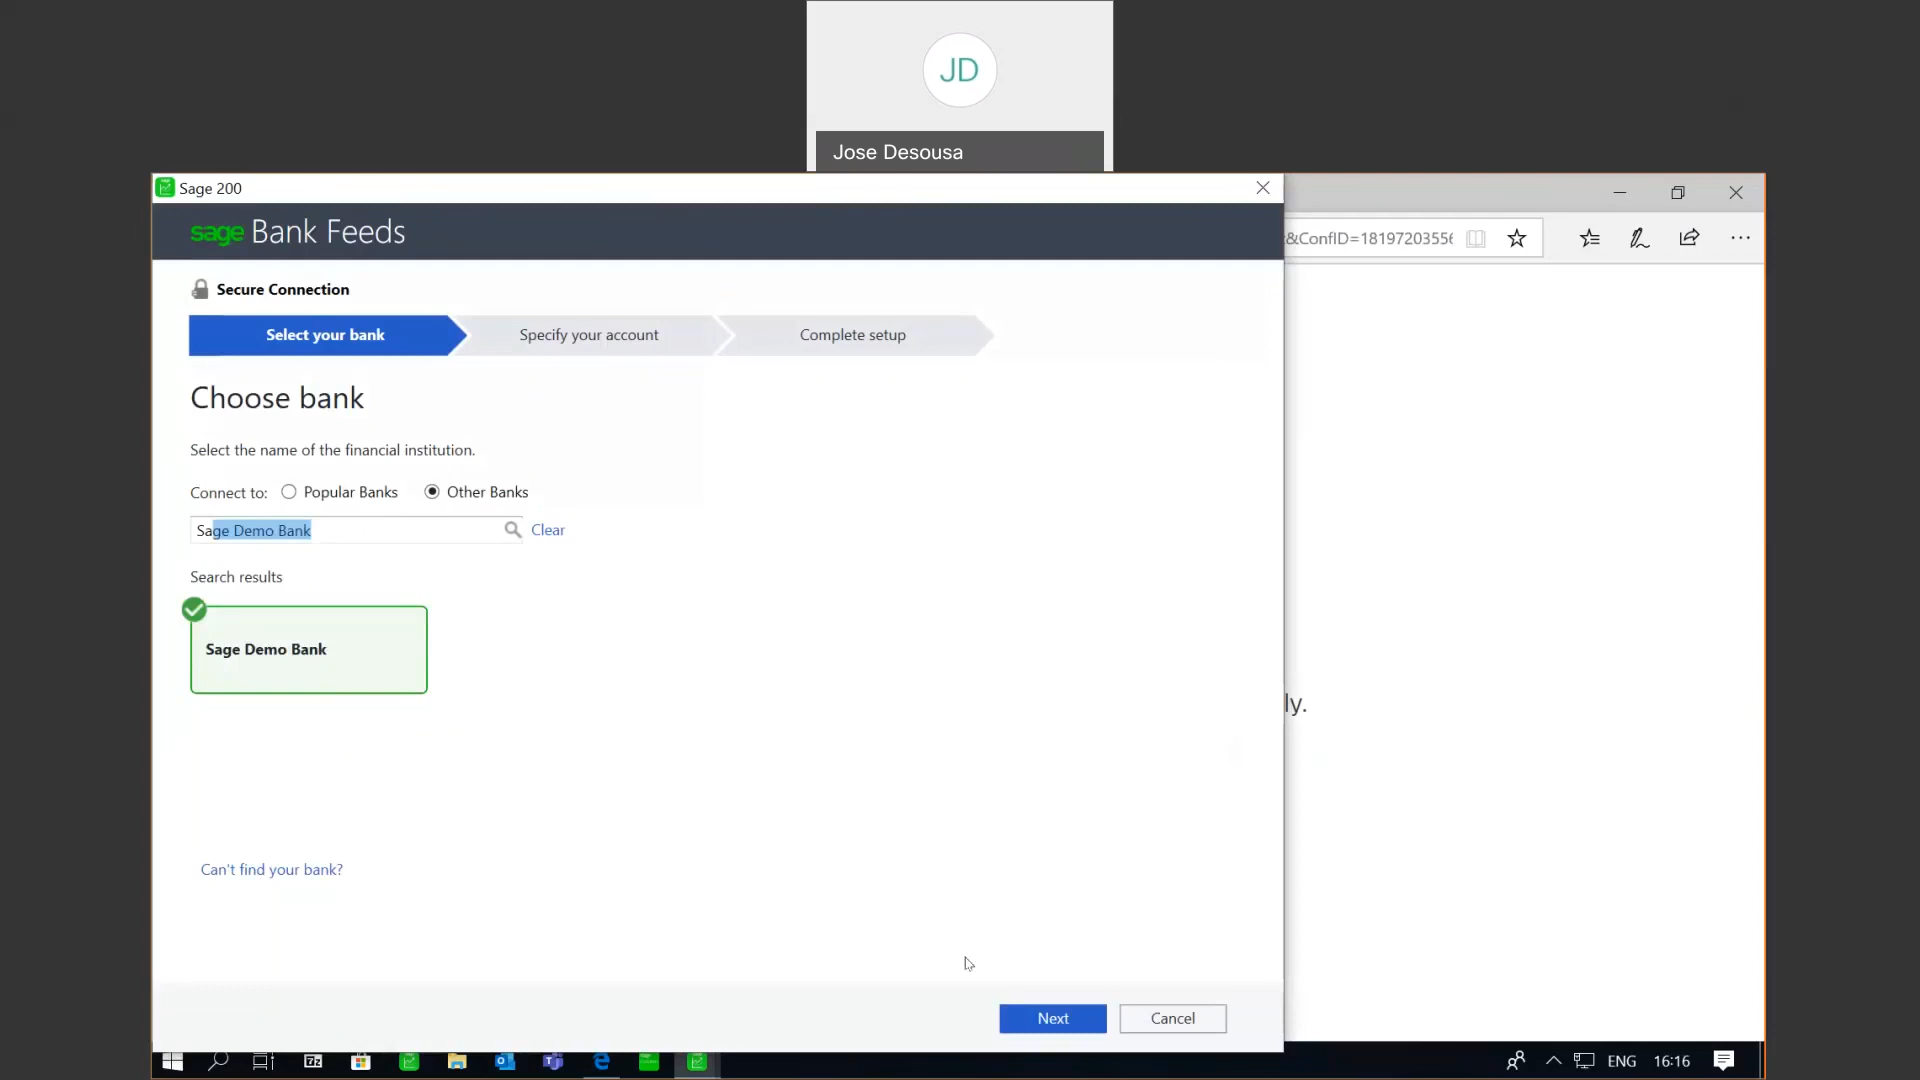 JD
Jose Desousa
Sage 200
sage Bank Feeds
&ConfID=18197203556
Secure Connection
Select your bank
Specify your account
Complete setup
Choose bank
Select the name of the financial institution.
Connect to:
Popular Banks
Other Banks
Sage Demo Bank
Clear
Search results
Sage Demo Bank
ly.
Can't find your bank?
Next
Cancel
7z
ENG
16:16